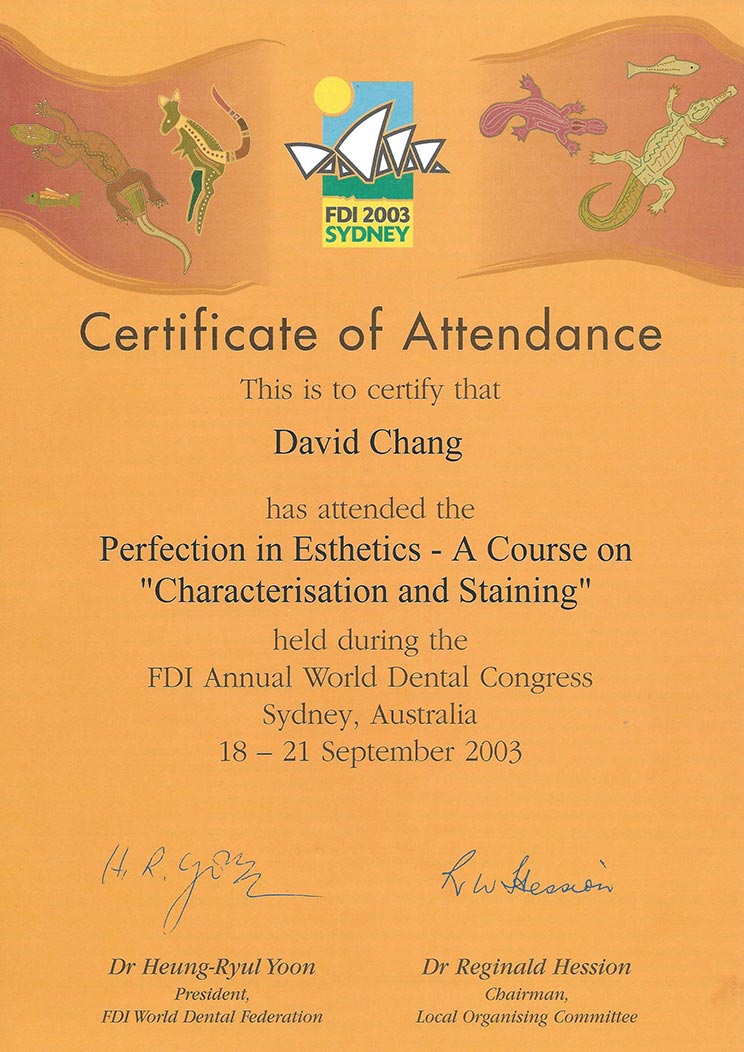 FDI 2003
SYDNEY
Certificate of Attendance
This is to certify that
David Chang
has attended the
Perfection in Esthetics - A Course on
"Characterisation and Staining"
held during the
FDI Annual World Dental Congress
Sydney, Australia
18 – 21 September 2003
H. R. Yoon
R W Hession
Dr Heung-Ryul Yoon
President,
FDI World Dental Federation
Dr Reginald Hession
Chairman,
Local Organising Committee